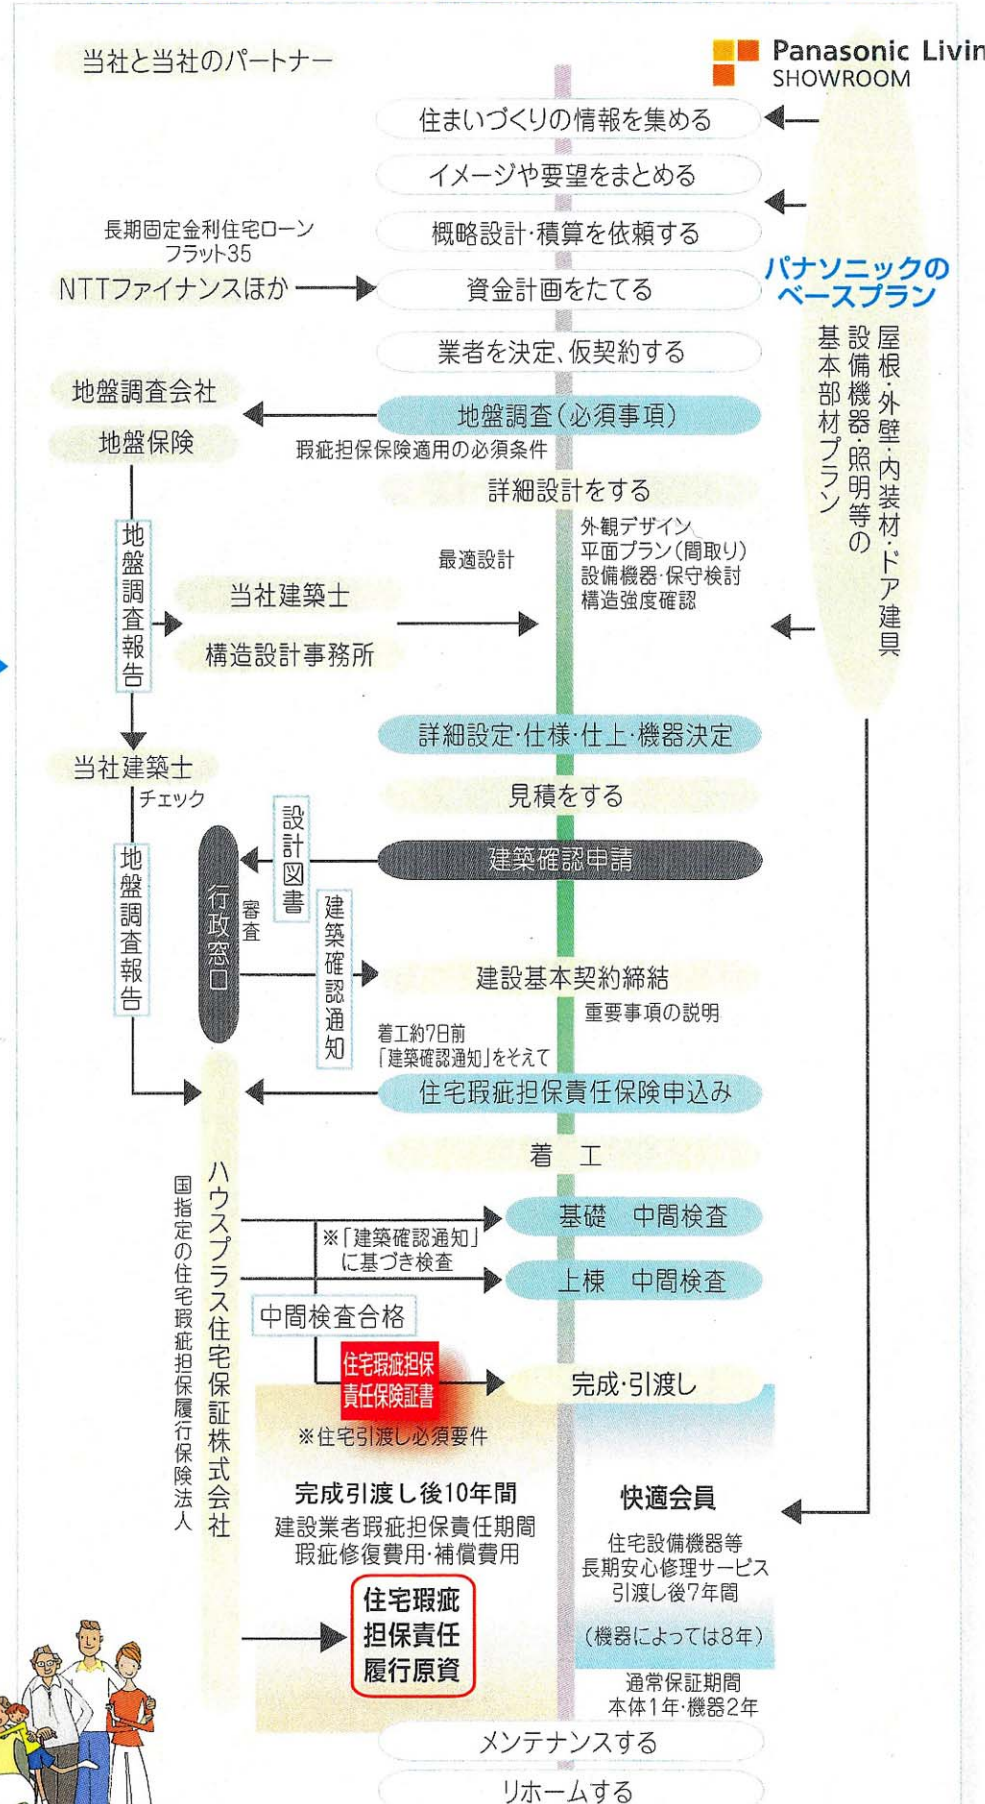 当社と当社のパートナー
Panasonic Livin
SHOWROOM
住まいづくりの情報を集める
イメージや要望をまとめる
概略設計・積算を依頼する
長期固定金利住宅ローン
フラット35
NTTファイナンスほか
資金計画をたてる
パナソニックの
ベースプラン
屋根・外壁・内装材・ドア建具
設備機器・照明等の
基本部材プラン
業者を決定、仮契約する
地盤調査会社
地盤保険
地盤調査(必須事項)
瑕疵担保保険適用の必須条件
詳細設計をする
外観デザイン、
平面プラン(間取り)
設備機器・保守検討
構造強度確認
最適設計
地盤調査報告
当社建築士
構造設計事務所
詳細設定・仕様・仕上・機器決定
当社建築士
チェック
見積をする
設計図書
建築確認申請
地盤調査報告
行政窓口
審査
建築確認通知
建設基本契約締結
重要事項の説明
着工約7日前
「建築確認通知」をそえて
住宅瑕疵担保責任保険申込み
着 工
ハウスプラス住宅保証株式会社
国指定の住宅瑕疵担保履行保険法人
基礎 中間検査
※「建築確認通知」
に基づき検査
上棟 中間検査
中間検査合格
住宅瑕疵担保
責任保険証書
完成・引渡し
※住宅引渡し必須要件
完成引渡し後10年間
建設業者瑕疵担保責任期間
瑕疵修復費用・補償費用
住宅瑕疵
担保責任
履行原資
快適会員
住宅設備機器等
長期安心修理サービス
引渡し後7年間
(機器によっては8年)
通常保証期間
本体1年・機器2年
メンテナンスする
リホームする